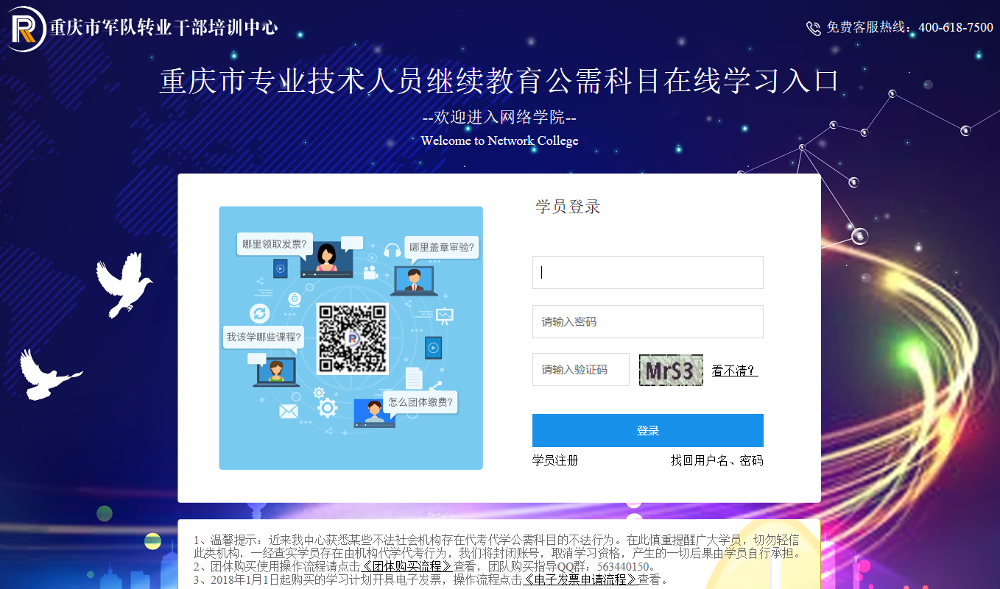 重庆市军队转业干部培训中心
免费客服热线：400-618-7500
重庆市专业技术人员继续教育公需科目在线学习入口
--欢迎进入网络学院--
Welcome to Network College
学员登录
哪里领取发票?
哪里盖章审验?
我该学哪些课程?
怎么团体缴费?
请输入密码
请输入验证码
MrS3
看不清?
登录
学员注册
找回用户名、密码
1、温馨提示：近来我中心获悉某些不法社会机构存在代考代学公需科目的不法行为。在此慎重提醒广大学员，切勿轻信
此类机构，一经查实学员存在由机构代学代考行为，我们将封闭账号，取消学习资格，产生的一切后果由学员自行承担。
2、团体购买使用操作流程请点击《团体购买流程》查看，团队购买指导QQ群：563440150。
3、2018年1月1日起购买的学习计划开具电子发票，操作流程点击《电子发票申请流程》查看。